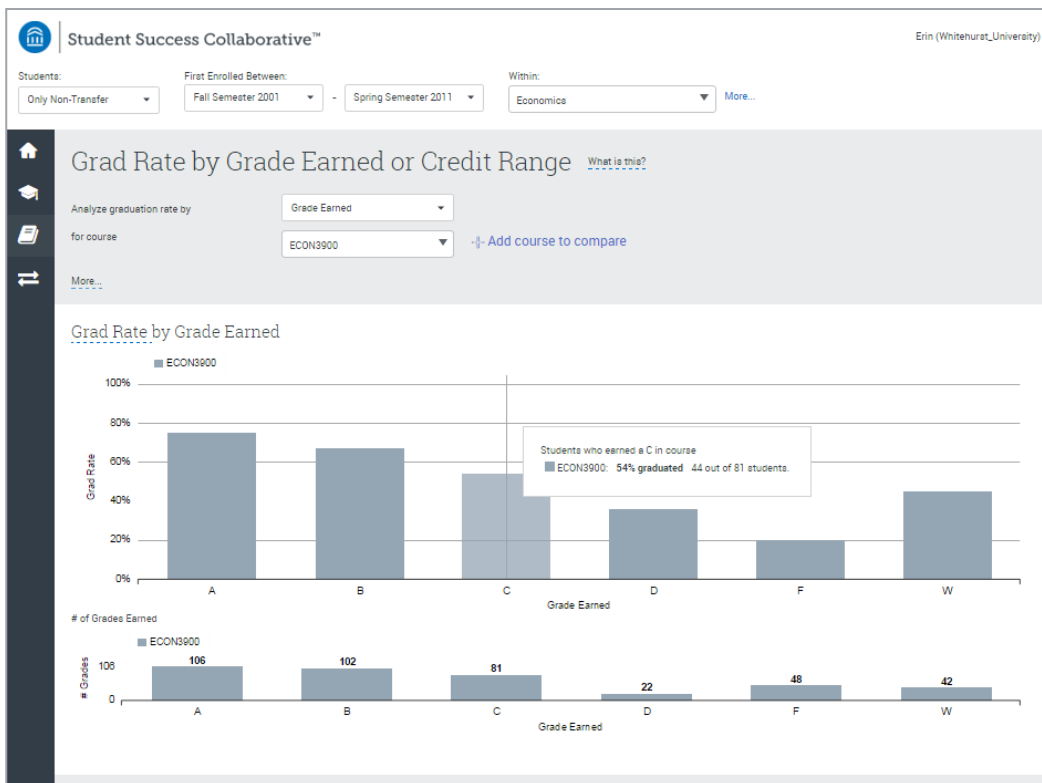 Student Success Collaborative™
Erin (Whitehurst_University)
Students:
First Enrolled Between:
Within:
Only Non-Transfer
Fall Semester 2001
-
Spring Semester 2011
Economics
More...
Grad Rate by Grade Earned or Credit Range
What is this?
Analyze graduation rate by
Grade Earned
for course
ECON3900
Add course to compare
More...
Grad Rate by Grade Earned
ECON3900
100%
80%
60%
40%
20%
0%
Grad Rate
Students who earned a C in course
ECON3900: 54% graduated 44 out of 81 students.
A B C D F W
Grade Earned
# of Grades Earned
ECON3900
# Grades
106
0
106 102 81 22 48 42
A B C D F W
Grade Earned